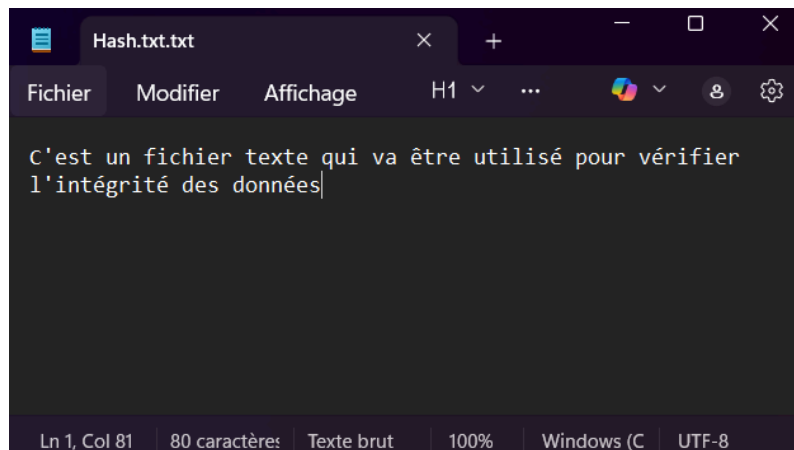 Hash.txt.txt
Fichier Modifier Affichage H1 ...
C'est un fichier texte qui va être utilisé pour vérifier
l'intégrité des données
Ln 1, Col 81 80 caractères Texte brut 100% Windows (C UTF-8